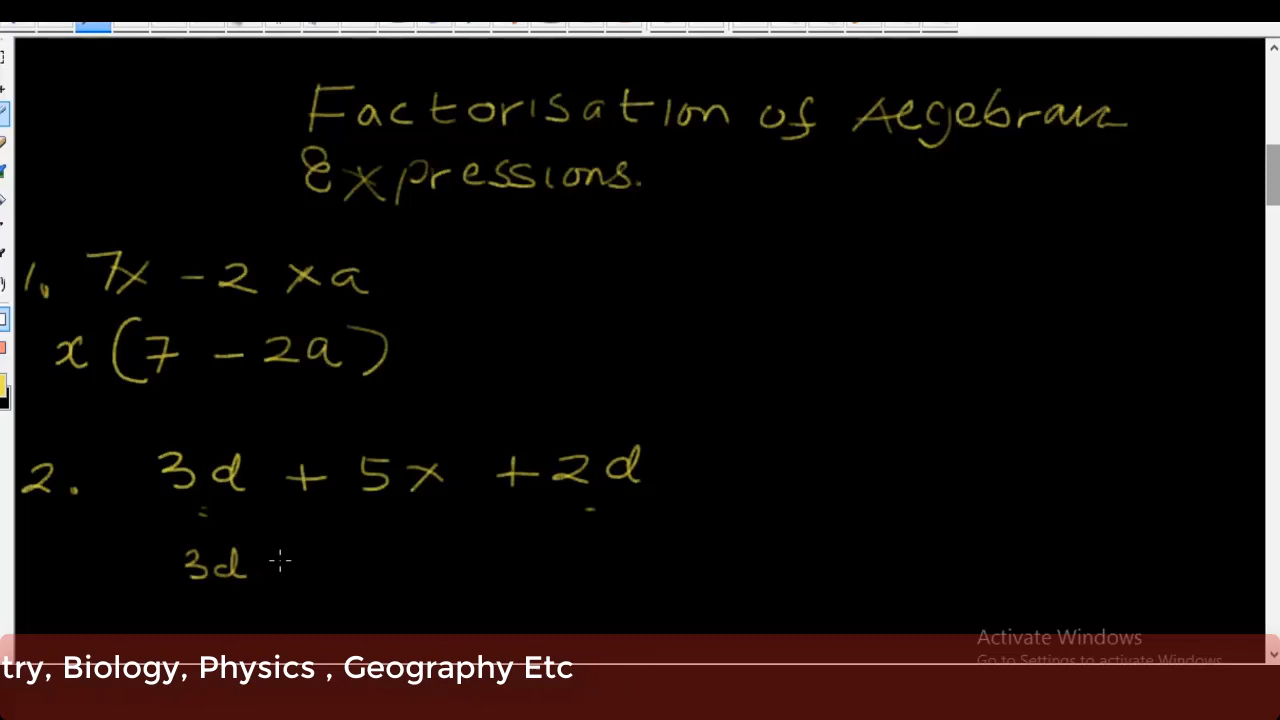 Factorisation of Algebraic
Expressions.
1. 7x - 2xa
x(7 - 2a)
2. 3d + 5x + 2d
3d
Activate Windows
Go to Settings to activate Windows.
try, Biology, Physics , Geography Etc